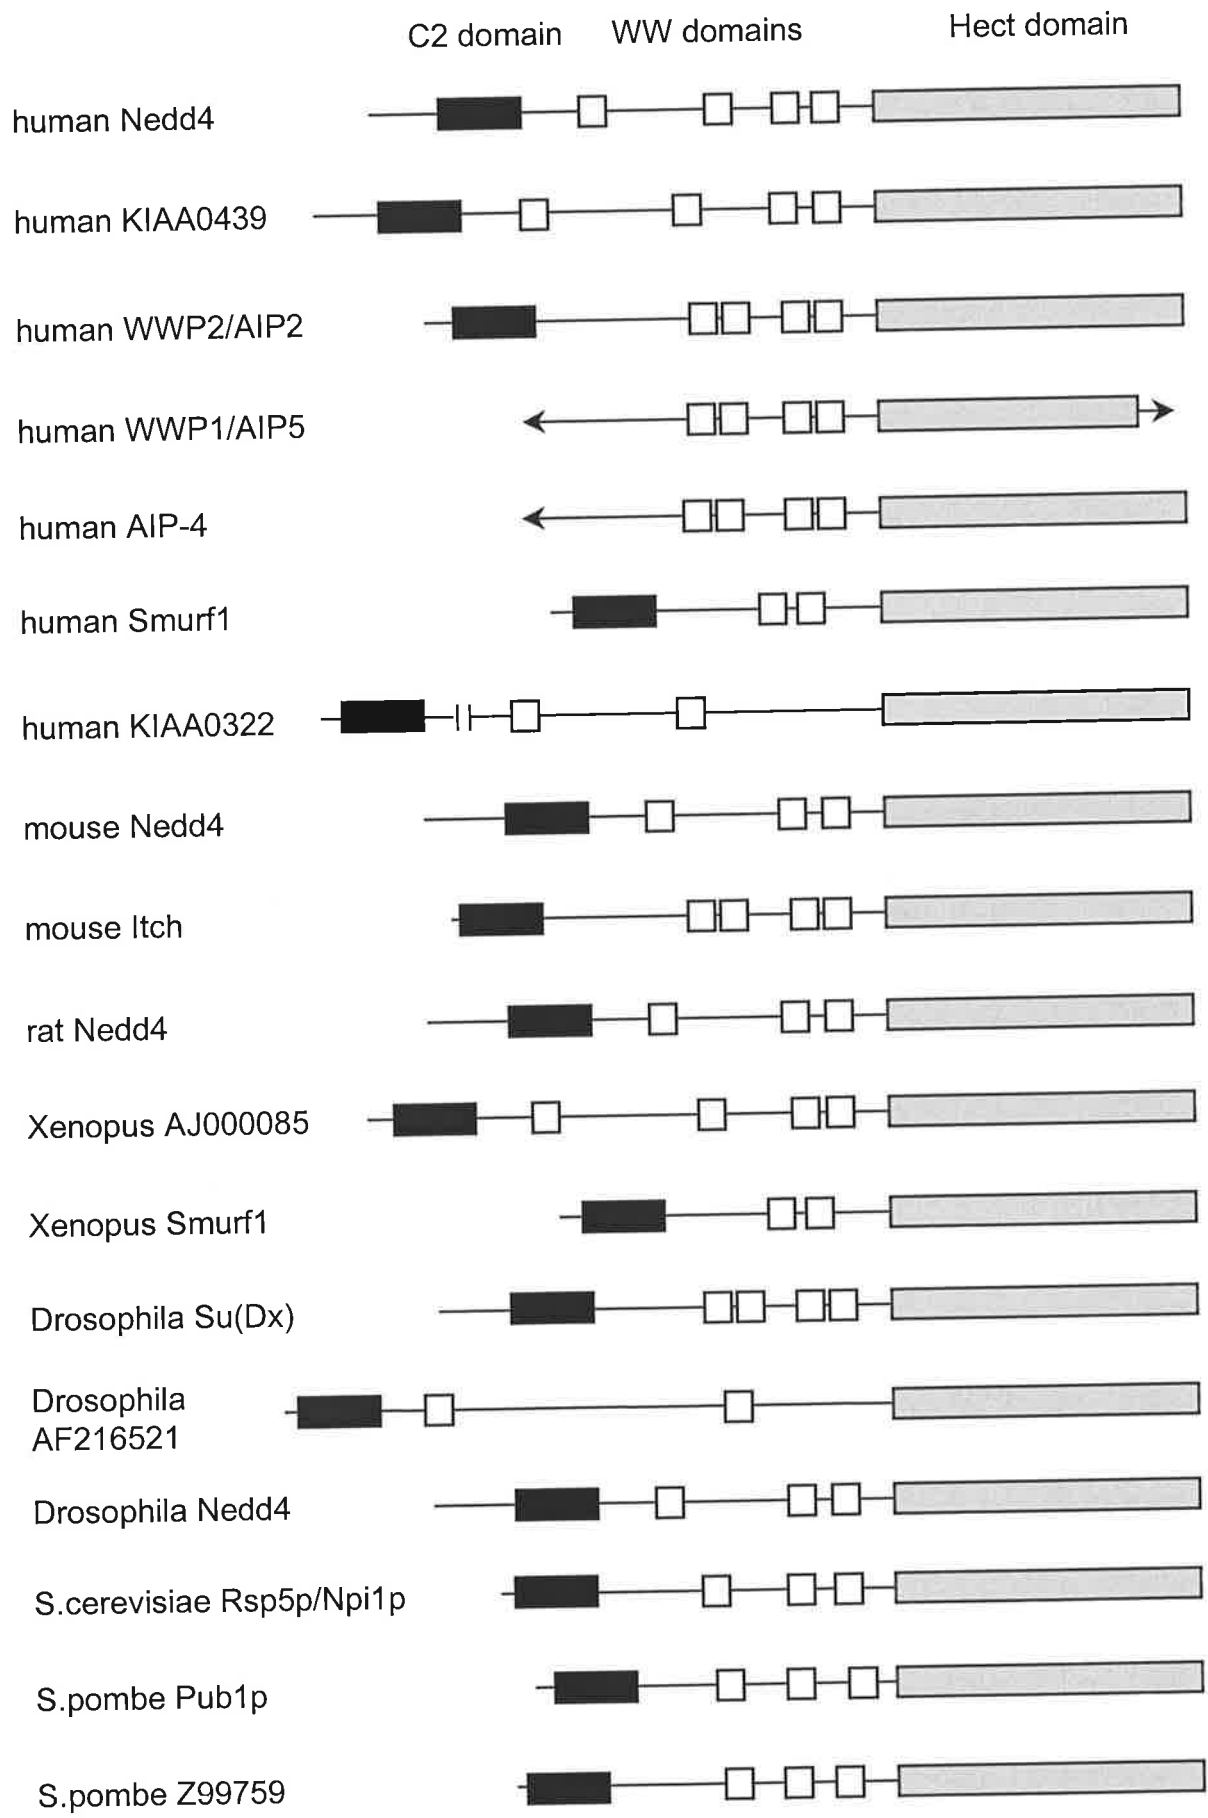 C2 domain WW domains Hect domain
human Nedd4
human KIAA0439
human WWP2/AIP2
human WWP1/AIP5
human AIP-4
human Smurf1
human KIAA0322
mouse Nedd4
mouse Itch
rat Nedd4
Xenopus AJ000085
Xenopus Smurf1
Drosophila Su(Dx)
Drosophila
AF216521
Drosophila Nedd4
S.cerevisiae Rsp5p/Npi1p
S.pombe Pub1p
S.pombe Z99759